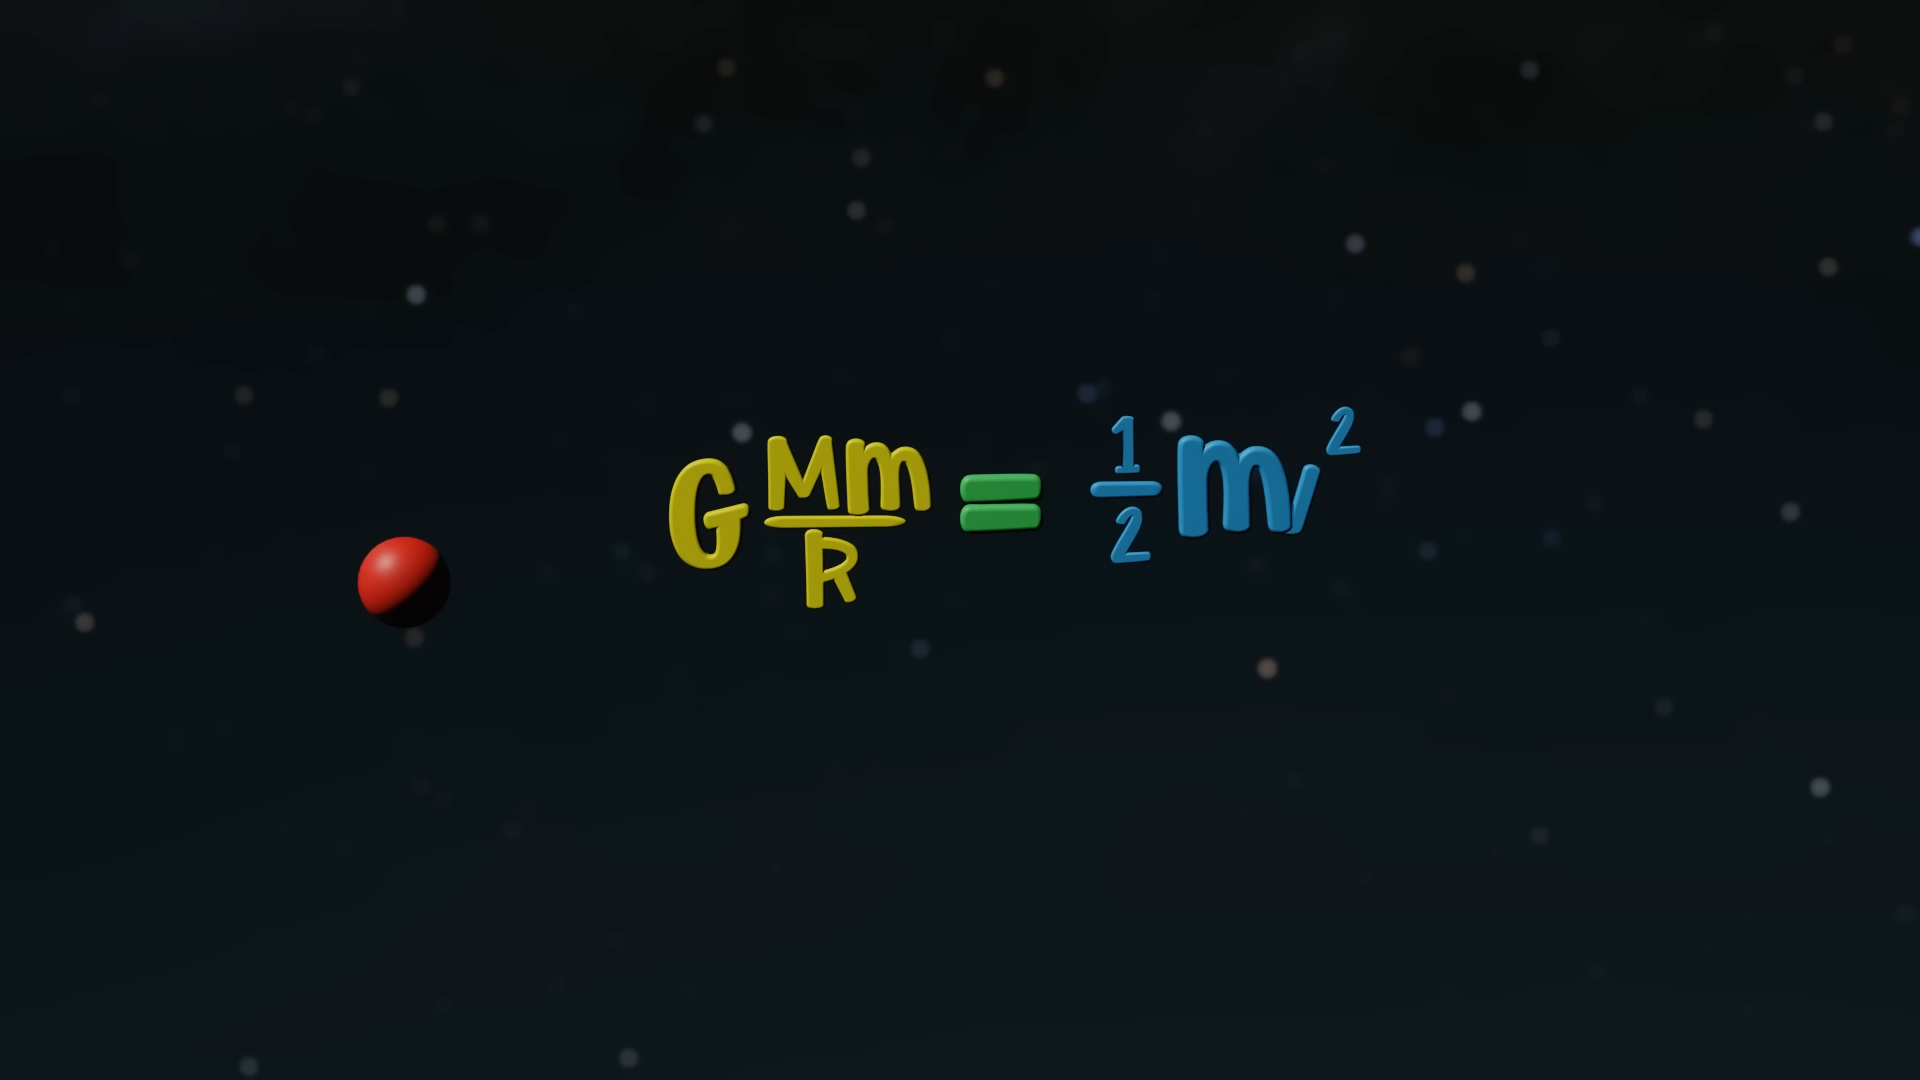 G Mm/R = 1/2 mv²